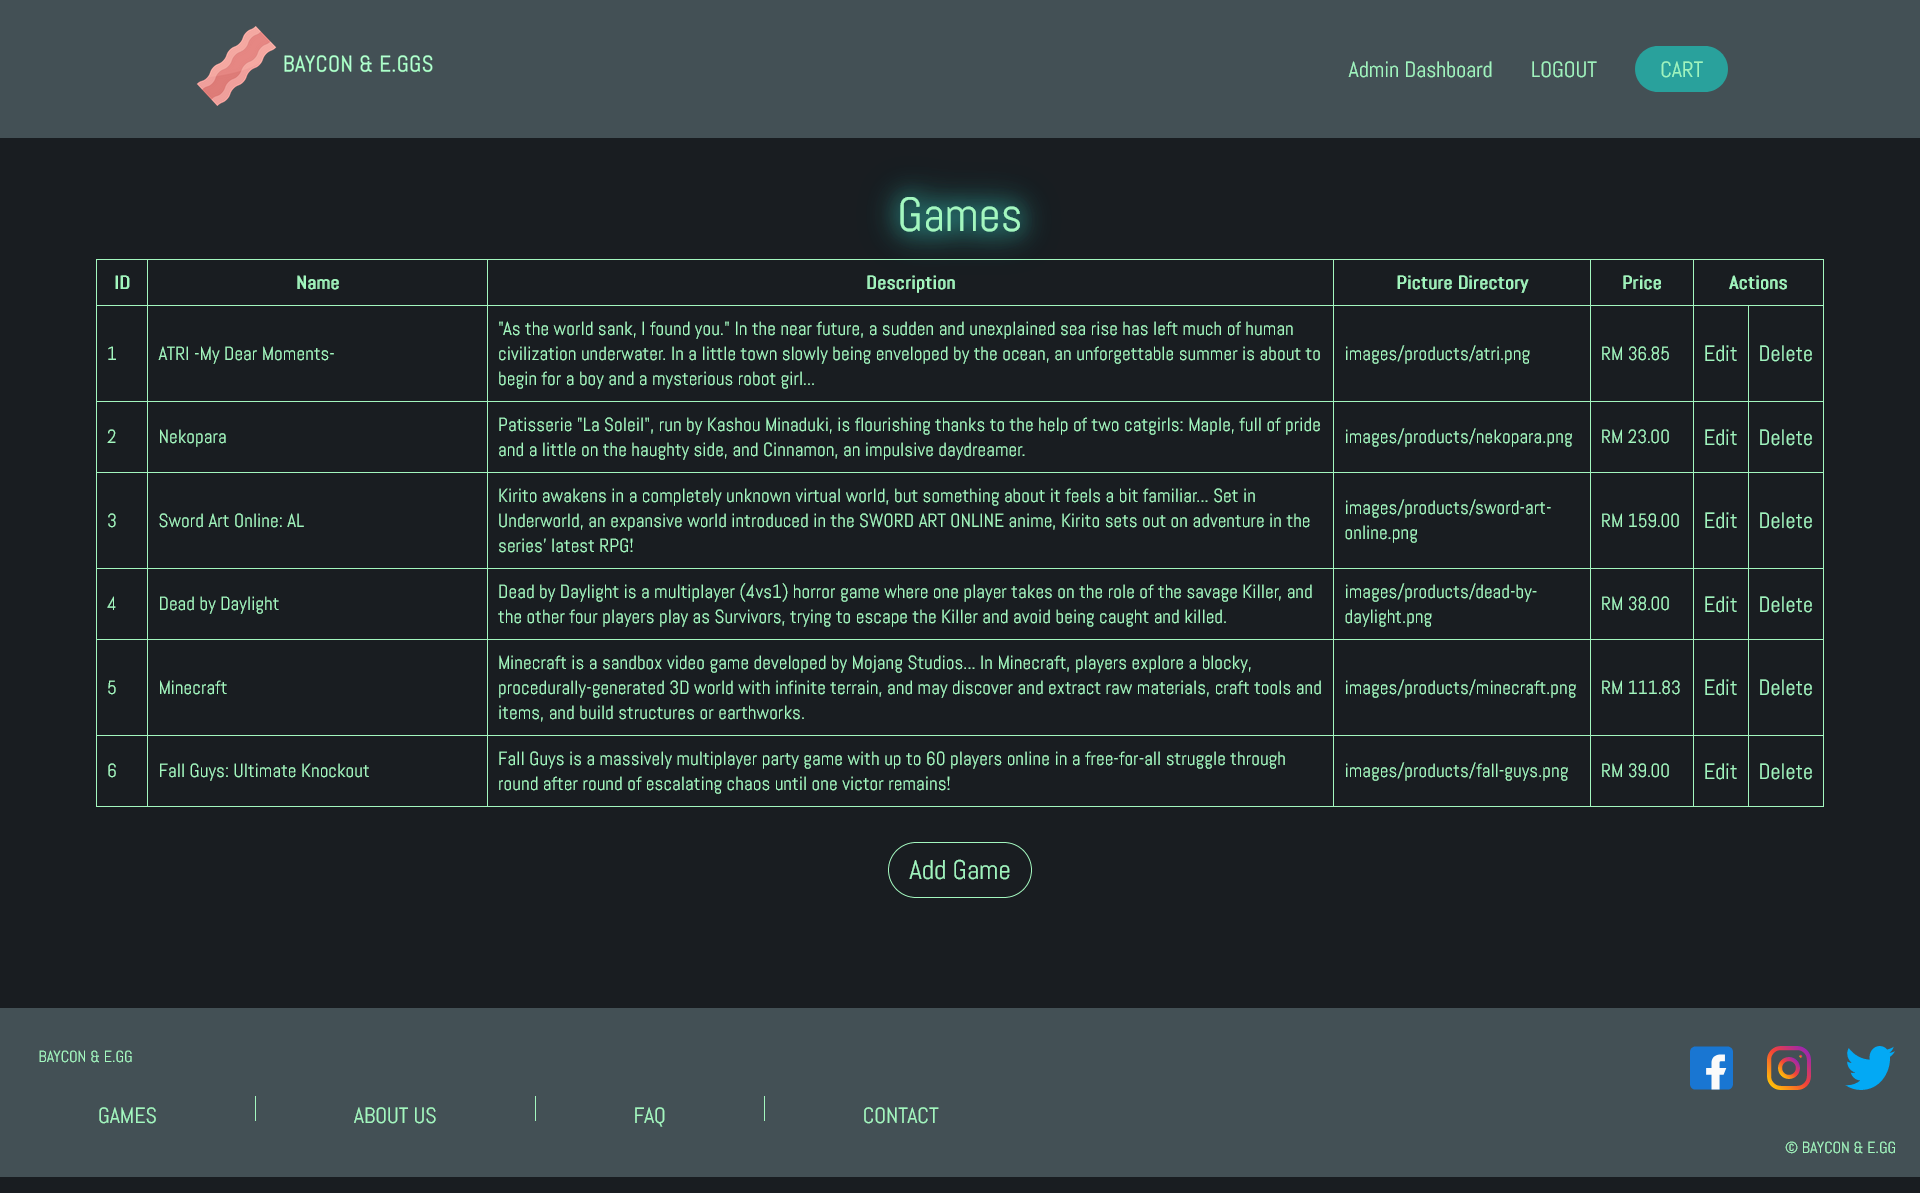 BAYCON & E.GGS
Admin Dashboard LOGOUT CART
Games
ID Name Description Picture Directory Price Actions
1 ATRI -My Dear Moments-
"As the world sank, I found you." In the near future, a sudden and unexplained sea rise has left much of human
civilization underwater. In a little town slowly being enveloped by the ocean, an unforgettable summer is about to
begin for a boy and a mysterious robot girl...
images/products/atri.png RM 36.85 Edit Delete
2 Nekopara
Patisserie "La Soleil", run by Kashou Minaduki, is flourishing thanks to the help of two catgirls: Maple, full of pride
and a little on the haughty side, and Cinnamon, an impulsive daydreamer.
images/products/nekopara.png RM 23.00 Edit Delete
3 Sword Art Online: AL
Kirito awakens in a completely unknown virtual world, but something about it feels a bit familiar... Set in
Underworld, an expansive world introduced in the SWORD ART ONLINE anime, Kirito sets out on adventure in the
series' latest RPG!
images/products/sword-art-
online.png
RM 159.00 Edit Delete
4 Dead by Daylight
Dead by Daylight is a multiplayer (4vs1) horror game where one player takes on the role of the savage Killer, and
the other four players play as Survivors, trying to escape the Killer and avoid being caught and killed.
images/products/dead-by-
daylight.png
RM 38.00 Edit Delete
5 Minecraft
Minecraft is a sandbox video game developed by Mojang Studios... In Minecraft, players explore a blocky,
procedurally-generated 3D world with infinite terrain, and may discover and extract raw materials, craft tools and
items, and build structures or earthworks.
images/products/minecraft.png RM 111.83 Edit Delete
6 Fall Guys: Ultimate Knockout
Fall Guys is a massively multiplayer party game with up to 60 players online in a free-for-all struggle through
round after round of escalating chaos until one victor remains!
images/products/fall-guys.png RM 39.00 Edit Delete
Add Game
BAYCON & E.GG
GAMES ABOUT US FAQ CONTACT
© BAYCON & E.GG